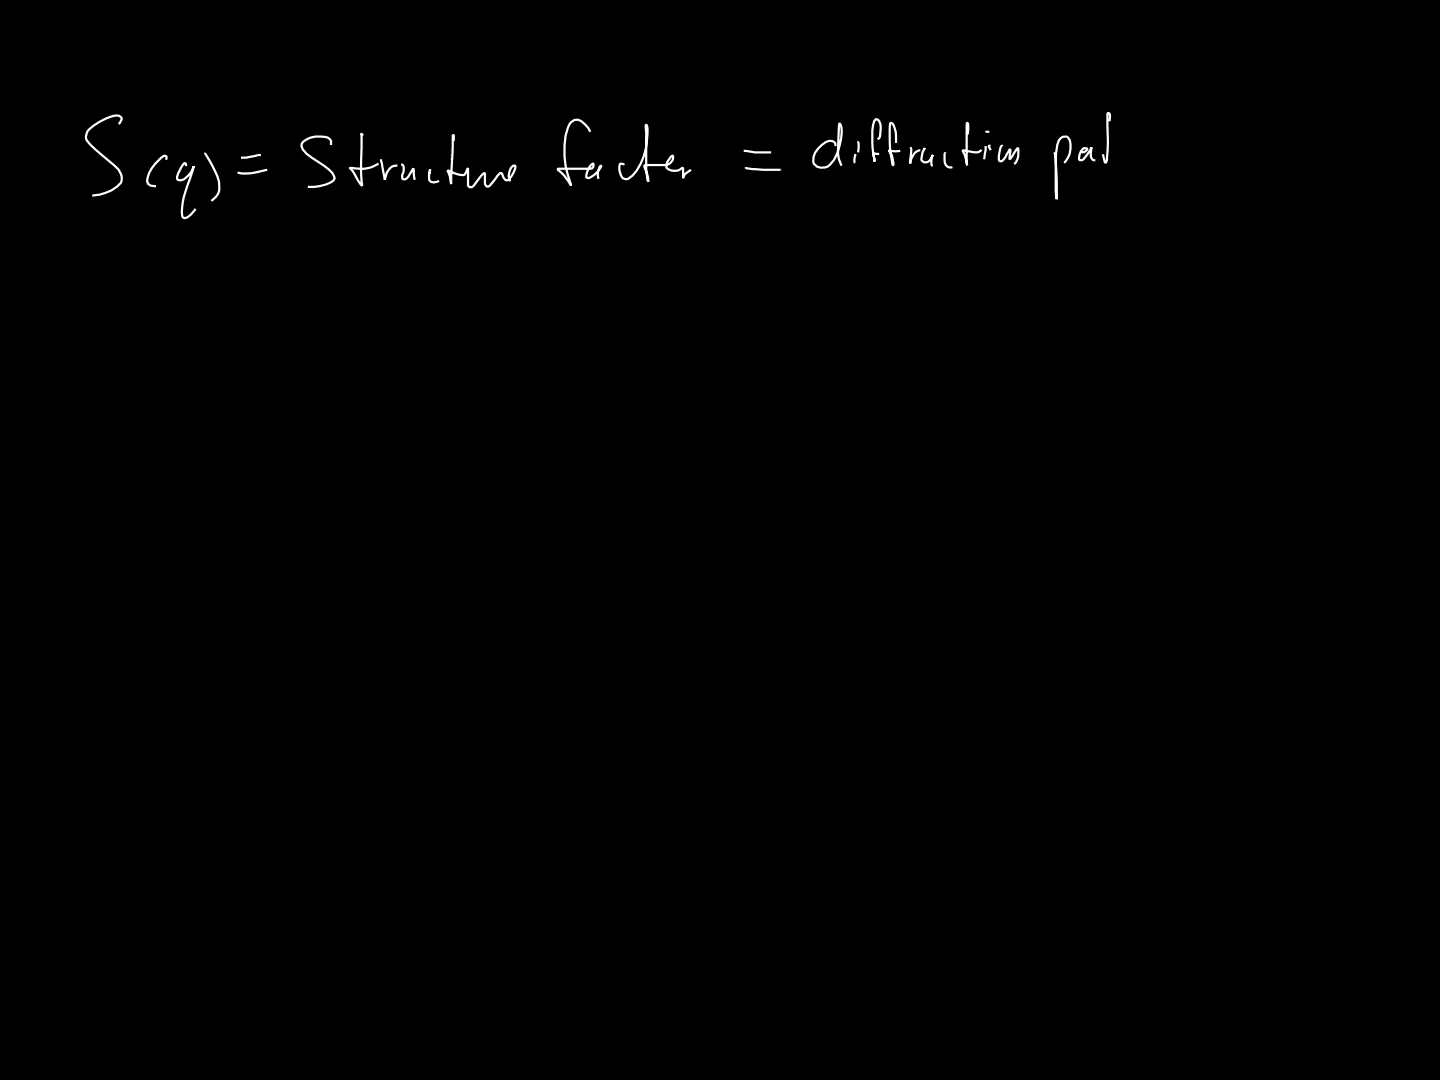 S(q) = Structure factor = diffraction pat